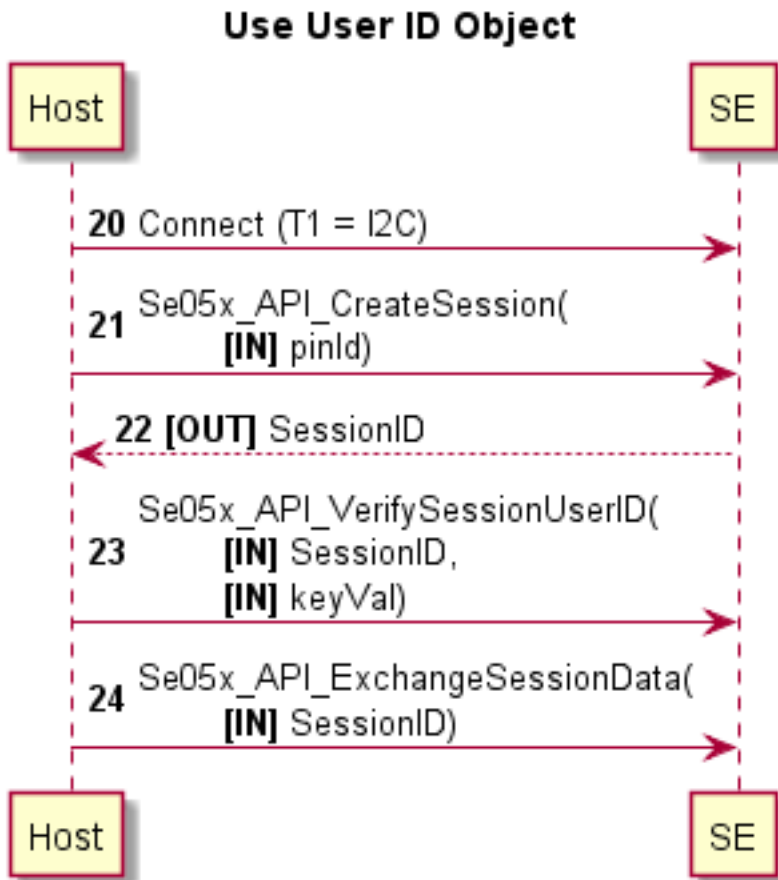 Use User ID Object
Host SE
20 Connect (T1 = I2C)
21 Se05x_API_CreateSession(
[IN] pinId)
22 [OUT] SessionID
Se05x_API_VerifySessionUserID(
23 [IN] SessionID,
[IN] keyVal)
24 Se05x_API_ExchangeSessionData(
[IN] SessionID)
Host SE